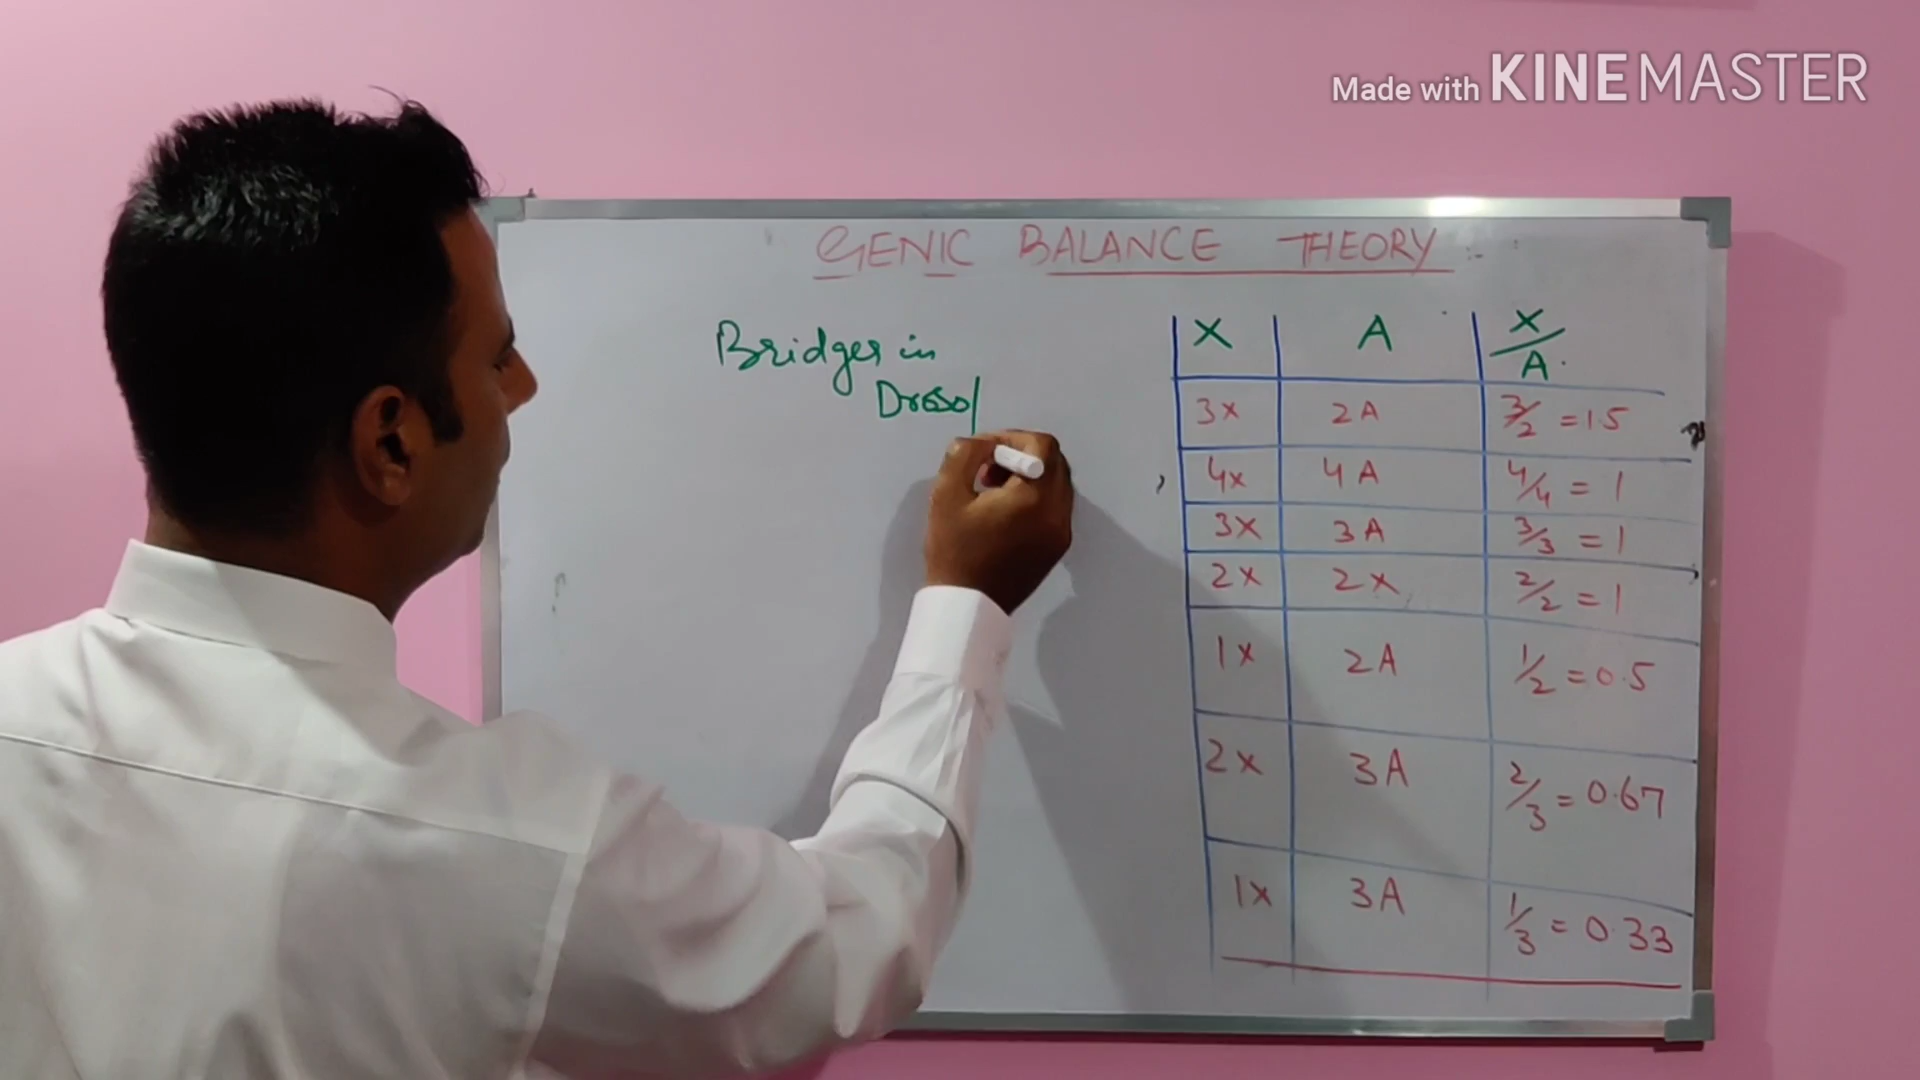 Made with KINEMASTER
GENIC BALANCE THEORY
Bridges in
Drosop
X A X/A
3x 2A 3/2 = 1.5
4x 4A 4/4 = 1
3x 3A 3/3 = 1
2x 2x 2/2 = 1
1x 2A 1/2 = 0.5
2x 3A 2/3 = 0.67
1x 3A 1/3 = 0.33